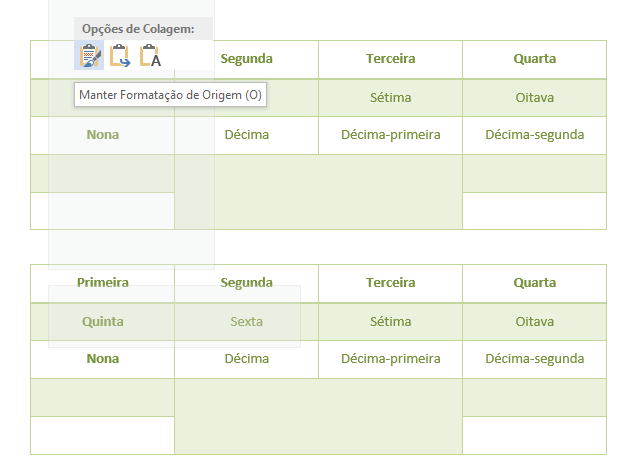 Opções de Colagem:
Segunda Terceira Quarta
A
Manter Formatação de Origem (O)
Sétima Oitava
Nona Décima Décima-primeira Décima-segunda
Primeira Segunda Terceira Quarta
Quinta Sexta Sétima Oitava
Nona Décima Décima-primeira Décima-segunda